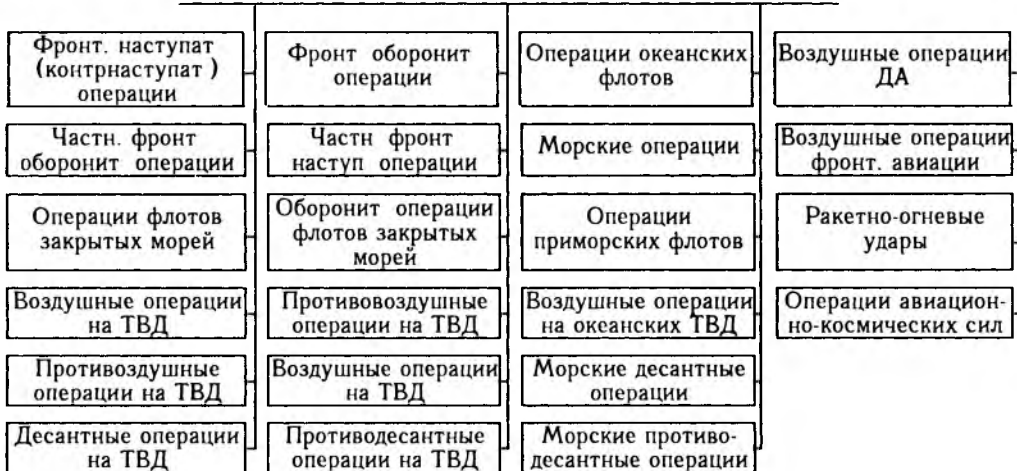 Фронт. наступат
(контрнаступат )
операции
Частн. фронт
оборонит операции
Операции флотов
закрытых морей
Воздушные операции
на ТВД
Противоздушные
операции на ТВД
Десантные операции
на ТВД
Фронт оборонит
операции
Частн фронт
наступ операции
Оборонит операции
флотов закрытых
морей
Противовоздушные
операции на ТВД
Воздушные операции
на ТВД
Противодесантные
операции на ТВД
Операции океанских
флотов
Морские операции
Операции
приморских флотов
Воздушные операции
на океанских ТВД
Морские десантные
операции
Морские противо-
десантные операции
Воздушные операции
ДА
Воздушные операции
фронт. авиации
Ракетно-огневые
удары
Операции авиацион-
но-космических сил